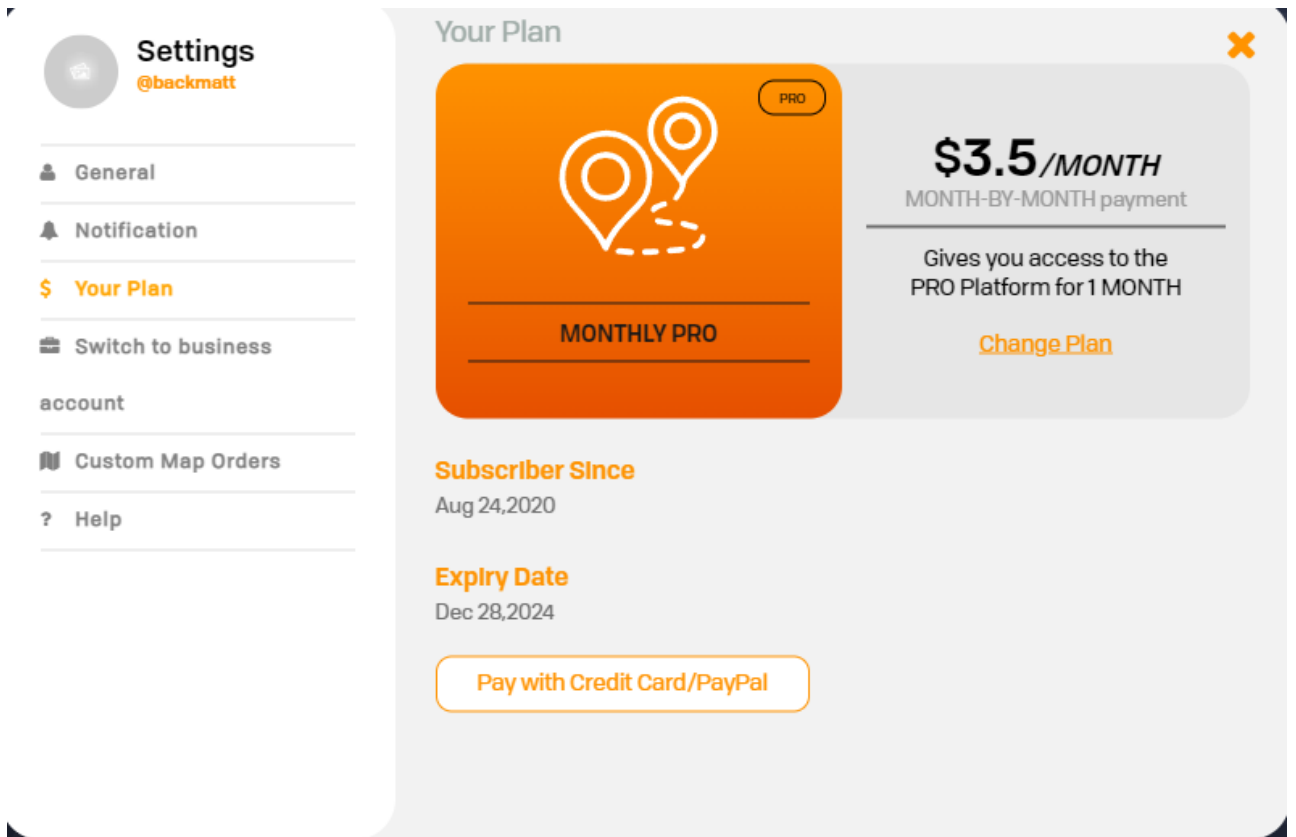 Settings
@backmatt
General
Notification
$ Your Plan
Switch to business
account
Custom Map Orders
? Help
Your Plan
PRO
MONTHLY PRO
$3.5/MONTH
MONTH-BY-MONTH payment
Gives you access to the
PRO Platform for 1 MONTH
Change Plan
Subscriber Since
Aug 24,2020
Expiry Date
Dec 28,2024
Pay with Credit Card/PayPal